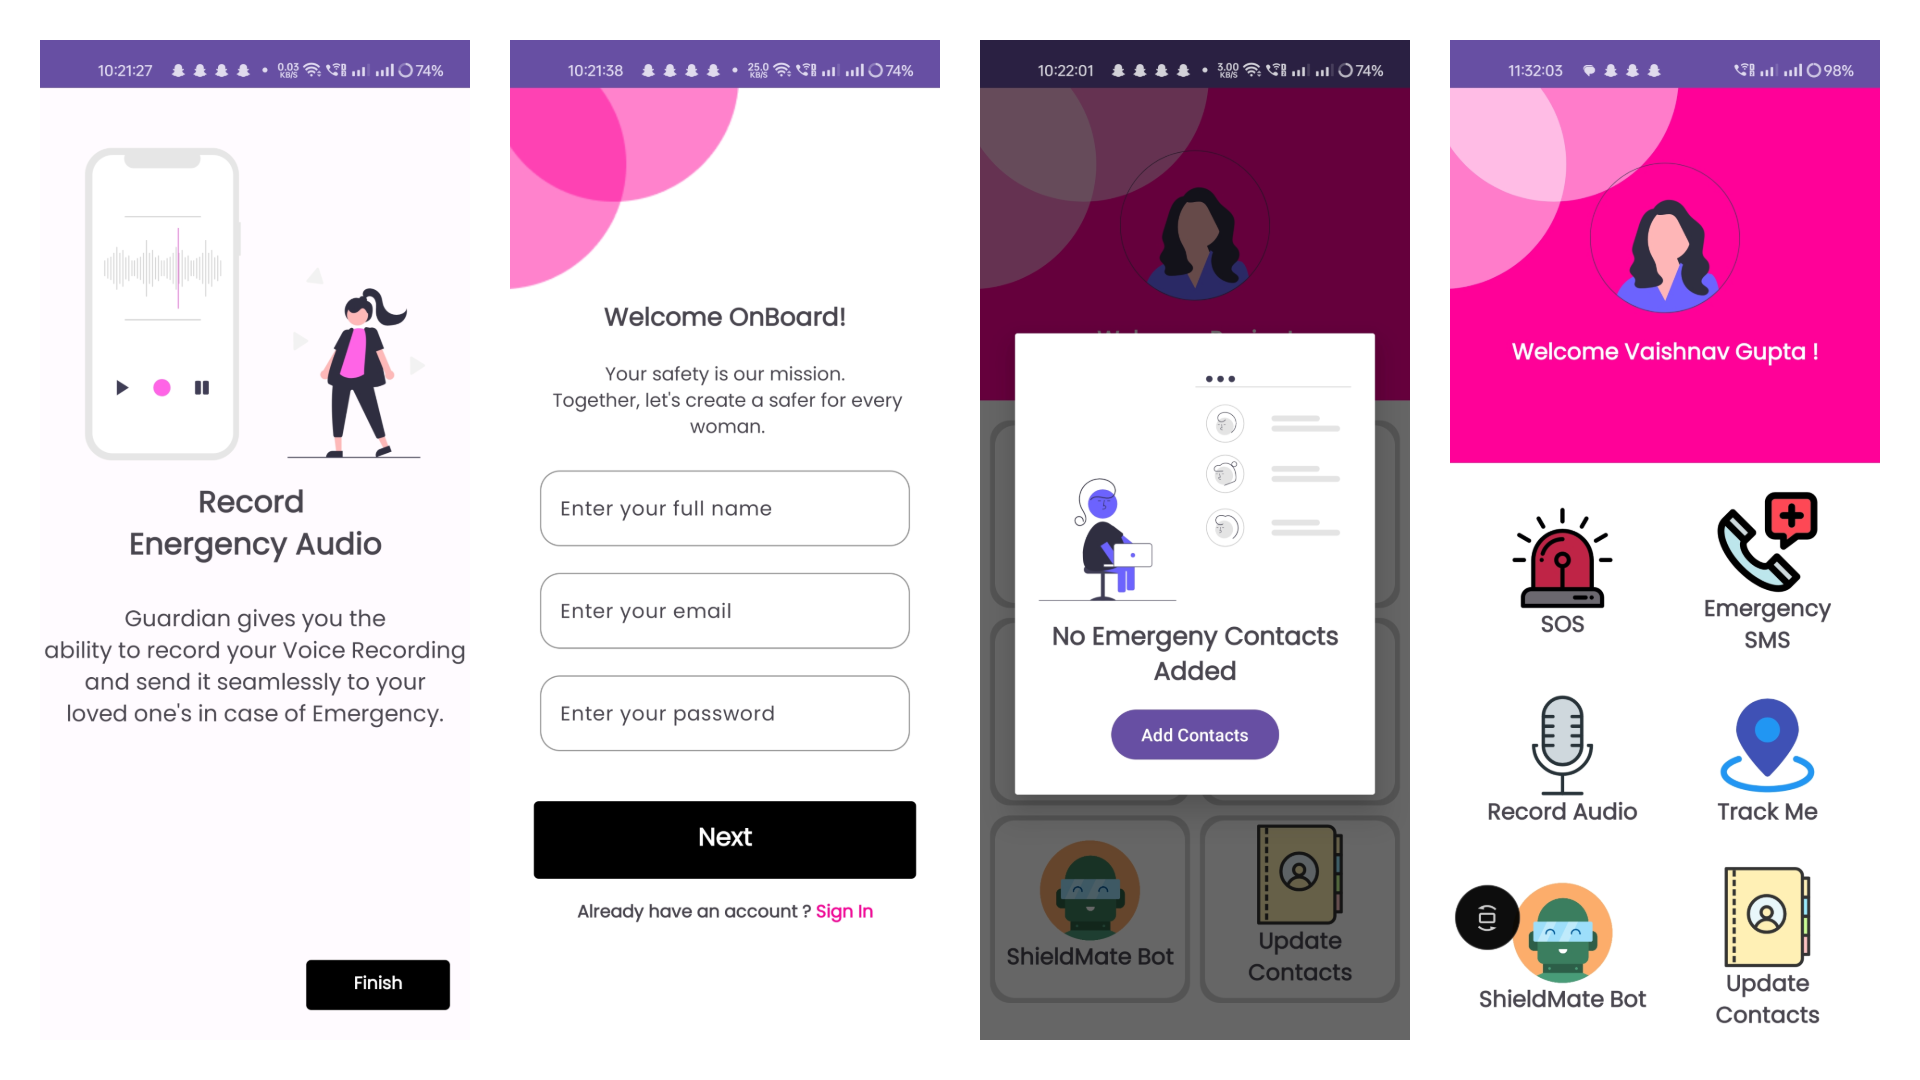 10:21:27
0.03
KB/S
74%
Record
Energency Audio
Guardian gives you the
ability to record your Voice Recording
and send it seamlessly to your
loved one's in case of Emergency.
Finish
10:21:38
25.0
KB/S
74%
Welcome OnBoard!
Your safety is our mission.
Together, let's create a safer for every
woman.
Enter your full name
Enter your email
Enter your password
Next
Already have an account ? Sign In
10:22:01
3.00
KB/S
74%
No Emergeny Contacts
Added
Add Contacts
ShieldMate Bot
Update
Contacts
11:32:03
98%
Welcome Vaishnav Gupta !
SOS
Emergency
SMS
Record Audio
Track Me
ShieldMate Bot
Update
Contacts